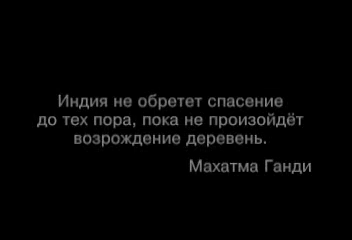 Индия не обретет спасение
до тех пора, пока не произойдёт
возрождение деревень.
Махатма Ганди